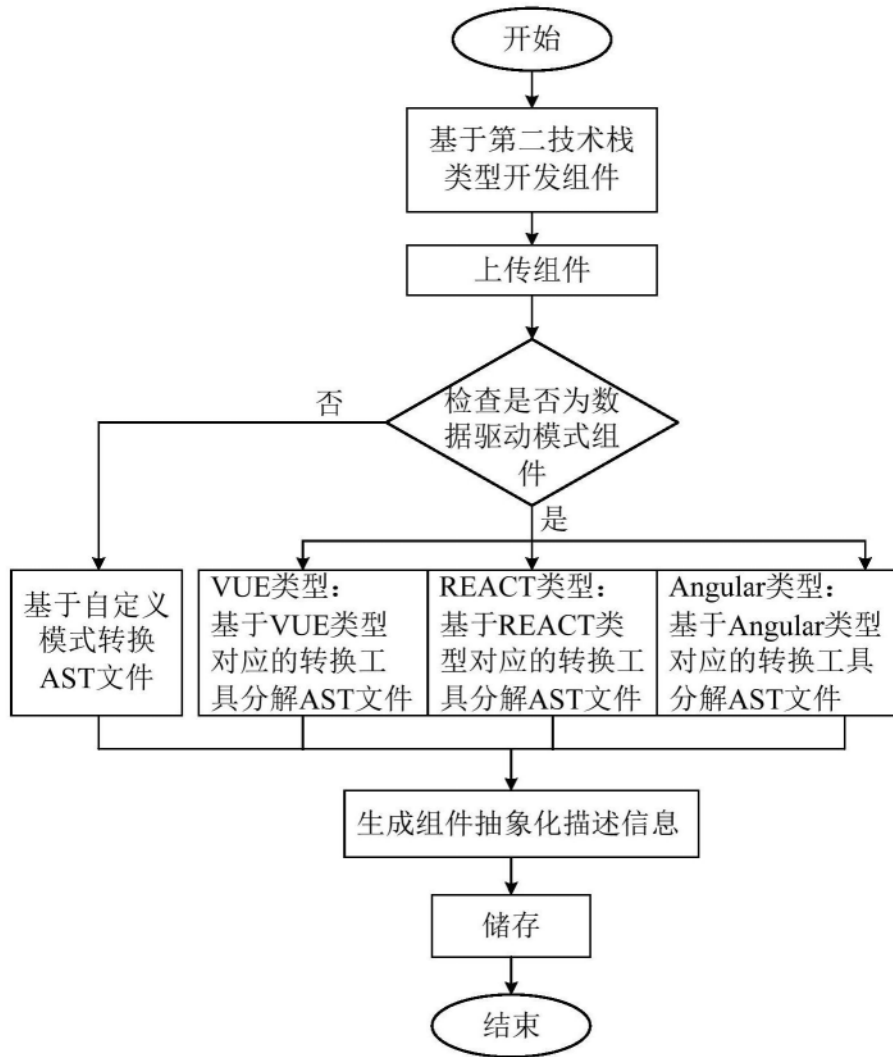 开始
基于第二技术栈
类型开发组件
上传组件
检查是否为数
据驱动模式组
件
否
是
基于自定义
模式转换
AST文件
VUE类型：
基于VUE类型
对应的转换工
具分解AST文件
REACT类型：
基于REACT类
型对应的转换工
具分解AST文件
Angular类型：
基于Angular类型
对应的转换工具
分解AST文件
生成组件抽象化描述信息
储存
结束